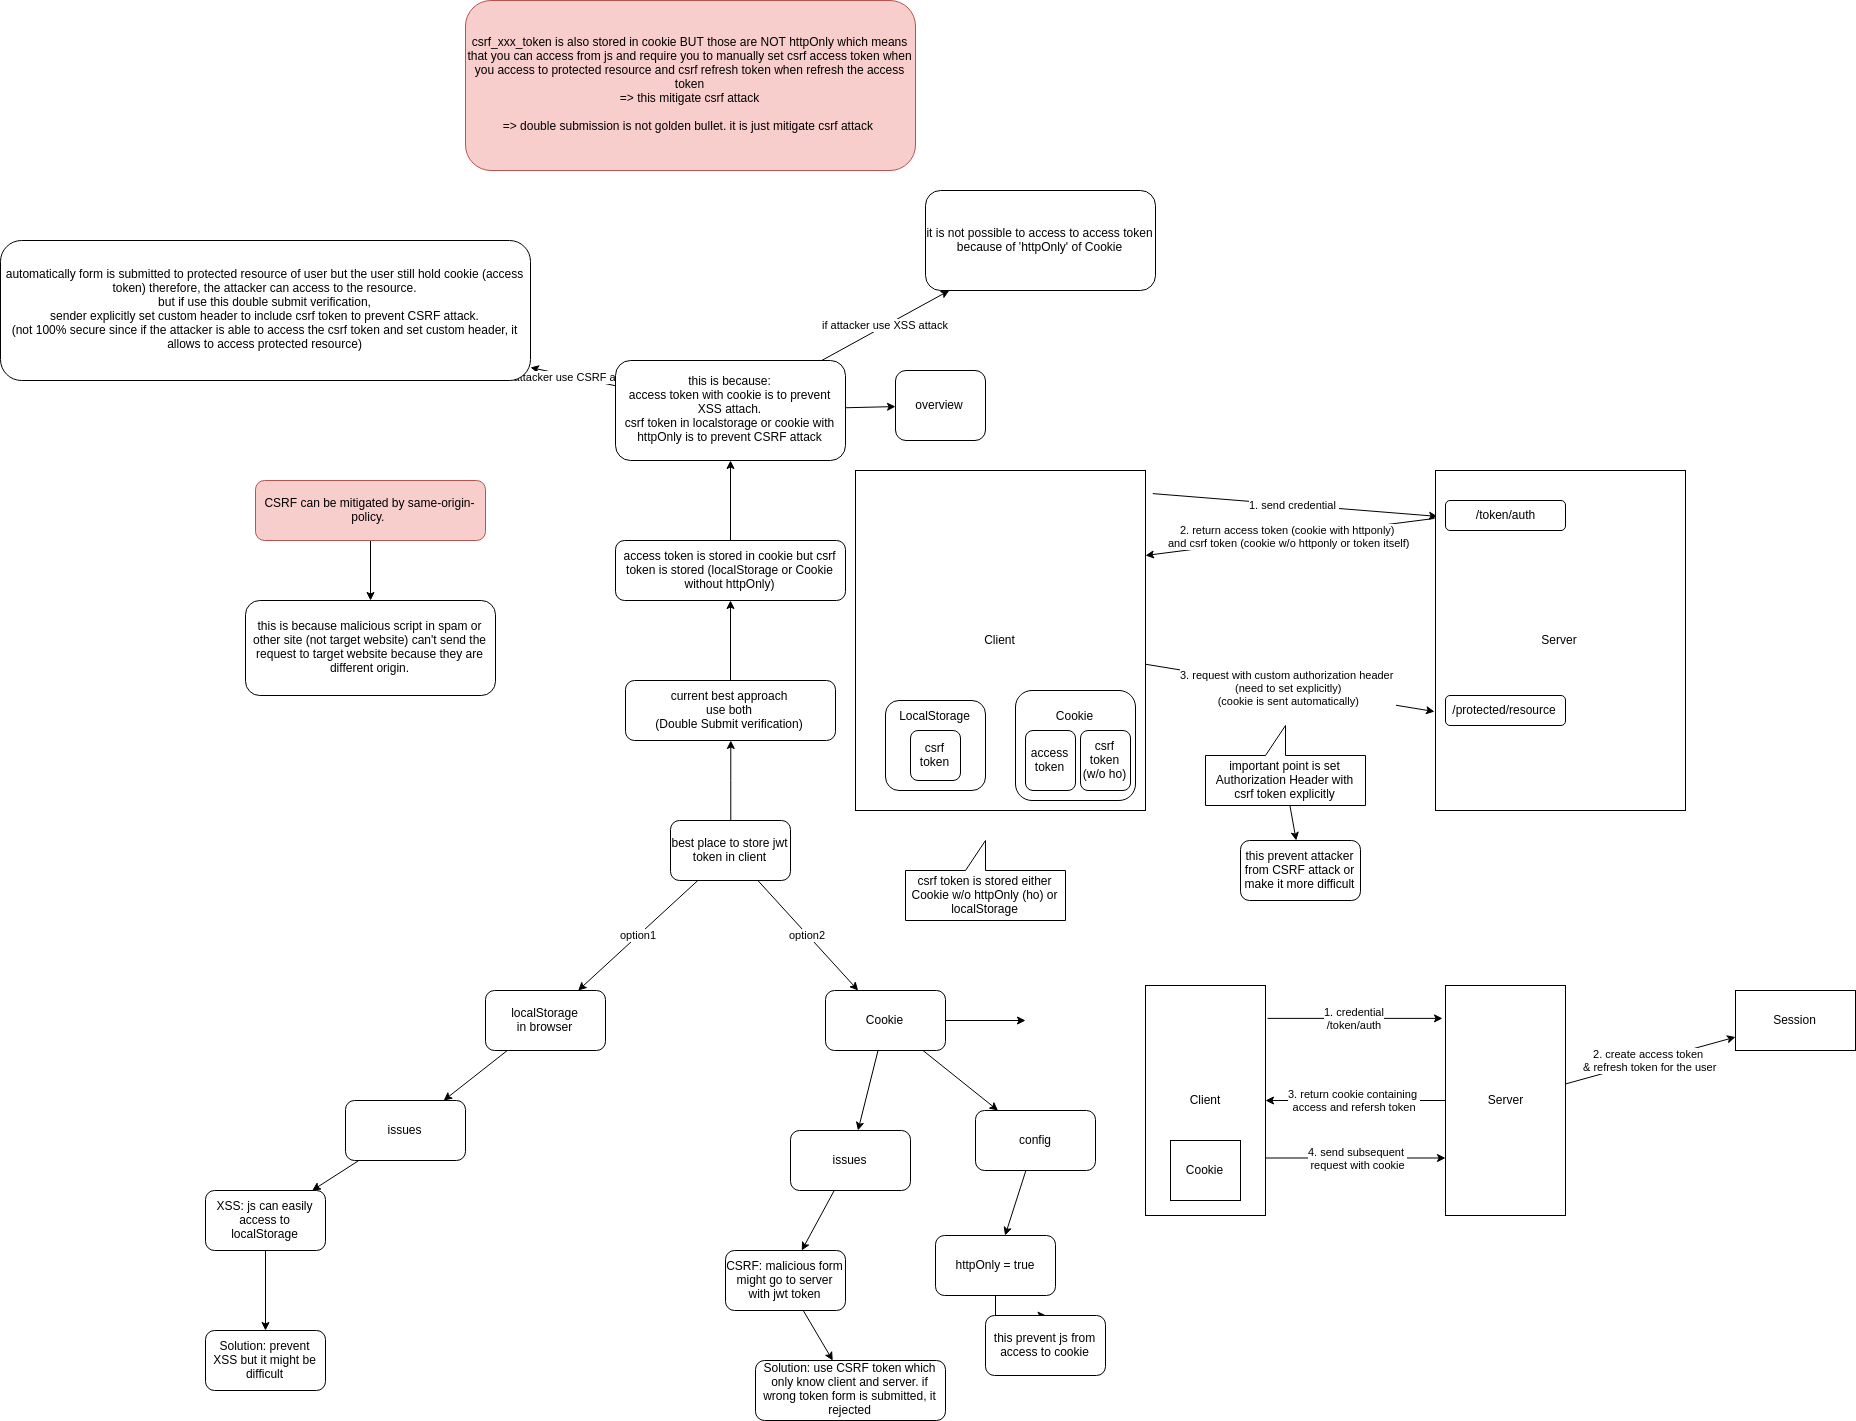 csrf_xxx_token is also stored in cookie BUT those are NOT httpOnly which means
that you can access from js and require you to manually set csrf access token when
you access to protected resource and csrf refresh token when refresh the access
token
=> this mitigate csrf attack
=> double submission is not golden bullet. it is just mitigate csrf attack
it is not possible to access to access token
because of 'httpOnly' of Cookie
automatically form is submitted to protected resource of user but the user still hold cookie (access
token) therefore, the attacker can access to the resource.
but if use this double submit verification,
sender explicitly set custom header to include csrf token to prevent CSRF attack.
(not 100% secure since if the attacker is able to access the csrf token and set custom header, it
allows to access protected resource)
if attacker use XSS attack
use CSRF
this is because:
access token with cookie is to prevent
XSS attach.
csrf token in localstorage or cookie with
httpOnly is to prevent CSRF attack
overview
CSRF can be mitigated by same-origin-
policy.
this is because malicious script in spam or
other site (not target website) can't send the
request to target website because they are
different origin.
access token is stored in cookie but csrf
token is stored (localStorage or Cookie
without httpOnly)
current best approach
use both
(Double Submit verification)
best place to store jwt
token in client
Client
LocalStorage
csrf
token
Cookie
access
token
csrf
token
(w/o ho)
1. send credential
2. return access token (cookie with httponly)
and csrf token (cookie w/o httponly or token itself)
3. request with custom authorization header
(need to set explicitly)
(cookie is sent automatically)
/token/auth
Server
/protected/resource
important point is set
Authorization Header with
csrf token explicitly
this prevent attacker
from CSRF attack or
make it more difficult
csrf token is stored either
Cookie w/o httpOnly (ho) or
localStorage
option1
option2
localStorage
in browser
Cookie
issues
XSS: js can easily
access to
localStorage
Solution: prevent
XSS but it might be
difficult
issues
config
CSRF: malicious form
might go to server
with jwt token
httpOnly = true
this prevent js from
access to cookie
Solution: use CSRF token which
only know client and server. if
wrong token form is submitted, it
rejected
Client
Cookie
1. credential
/token/auth
3. return cookie containing
access and refersh token
4. send subsequent
request with cookie
Server
2. create access token
& refresh token for the user
Session